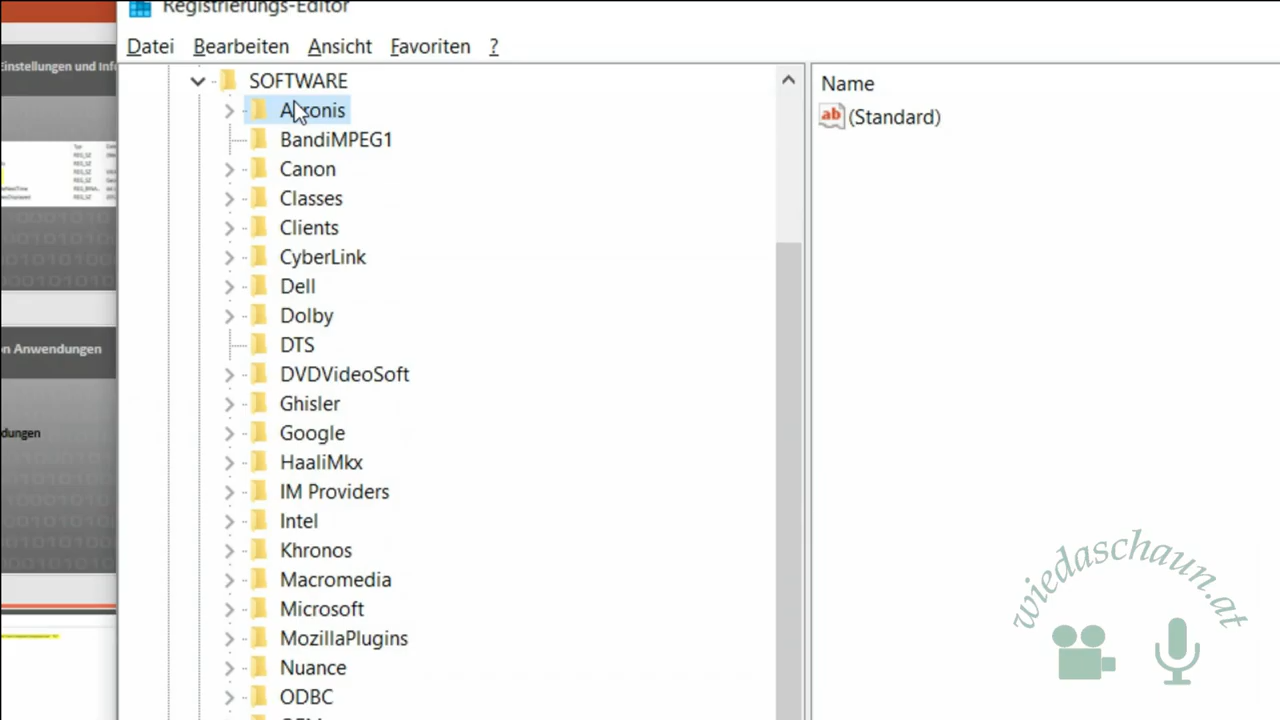 Registrierungs-Editor
Datei Bearbeiten Ansicht Favoriten ?
Einstellungen und Inf
SOFTWARE
Acronis
BandiMPEG1
Canon
Classes
Clients
CyberLink
Dell
Dolby
DTS
DVDVideoSoft
Ghisler
Google
HaaliMkx
IM Providers
Intel
Khronos
Macromedia
Microsoft
MozillaPlugins
Nuance
ODBC
Name
ab (Standard)
on Anwendungen
dungen
wiedaschaun.at